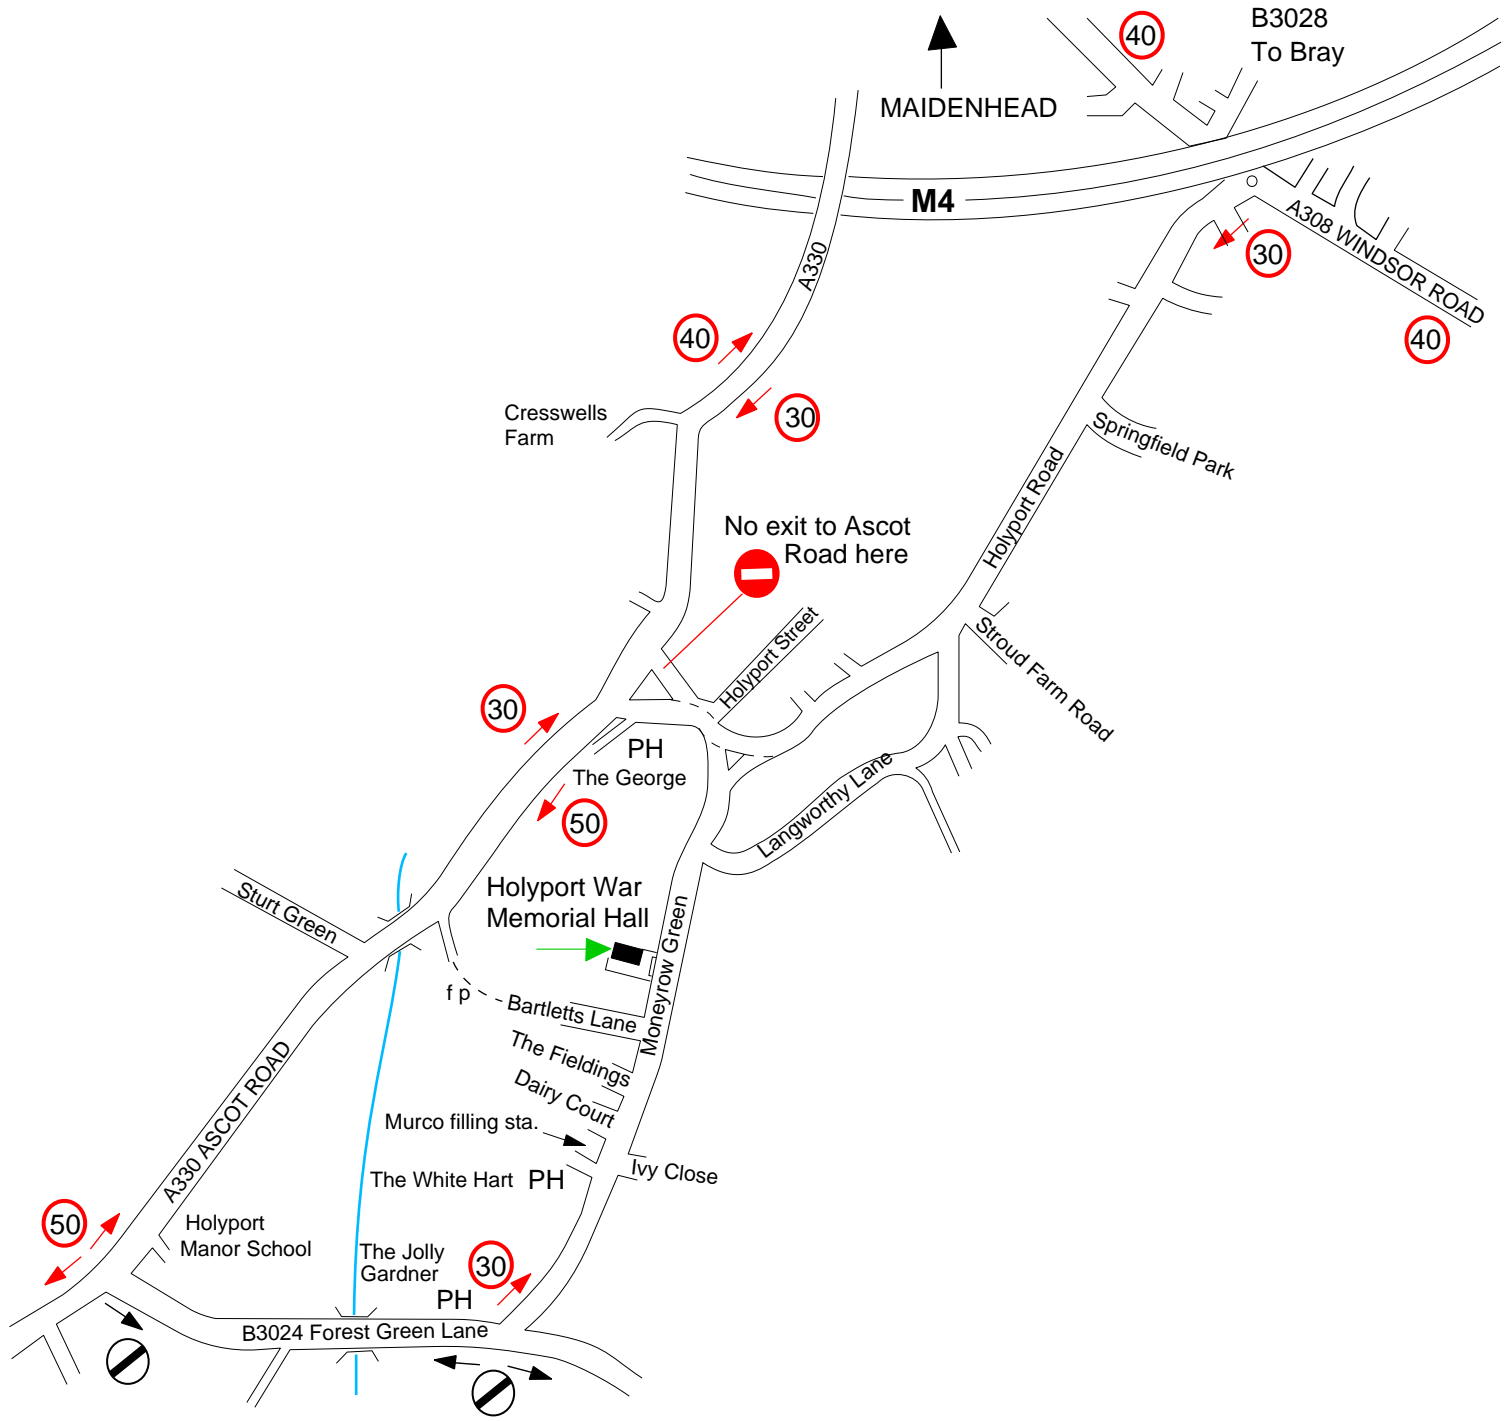 B3028
To Bray
40
MAIDENHEAD
M4
A308 WINDSOR ROAD
30
40
A330
40
30
Cresswells
Farm
Springfield Park
Holyport Road
No exit to Ascot
Road here
Holyport Street
Stroud Farm Road
30
PH
The George
50
Langworthy Lane
Sturt Green
Holyport War
Memorial Hall
Moneyrow Green
f p
Bartletts Lane
The Fieldings
Dairy Court
Murco filling sta.
A330 ASCOT ROAD
The White Hart PH
Ivy Close
50
Holyport
Manor School
The Jolly
Gardner
PH
30
B3024 Forest Green Lane